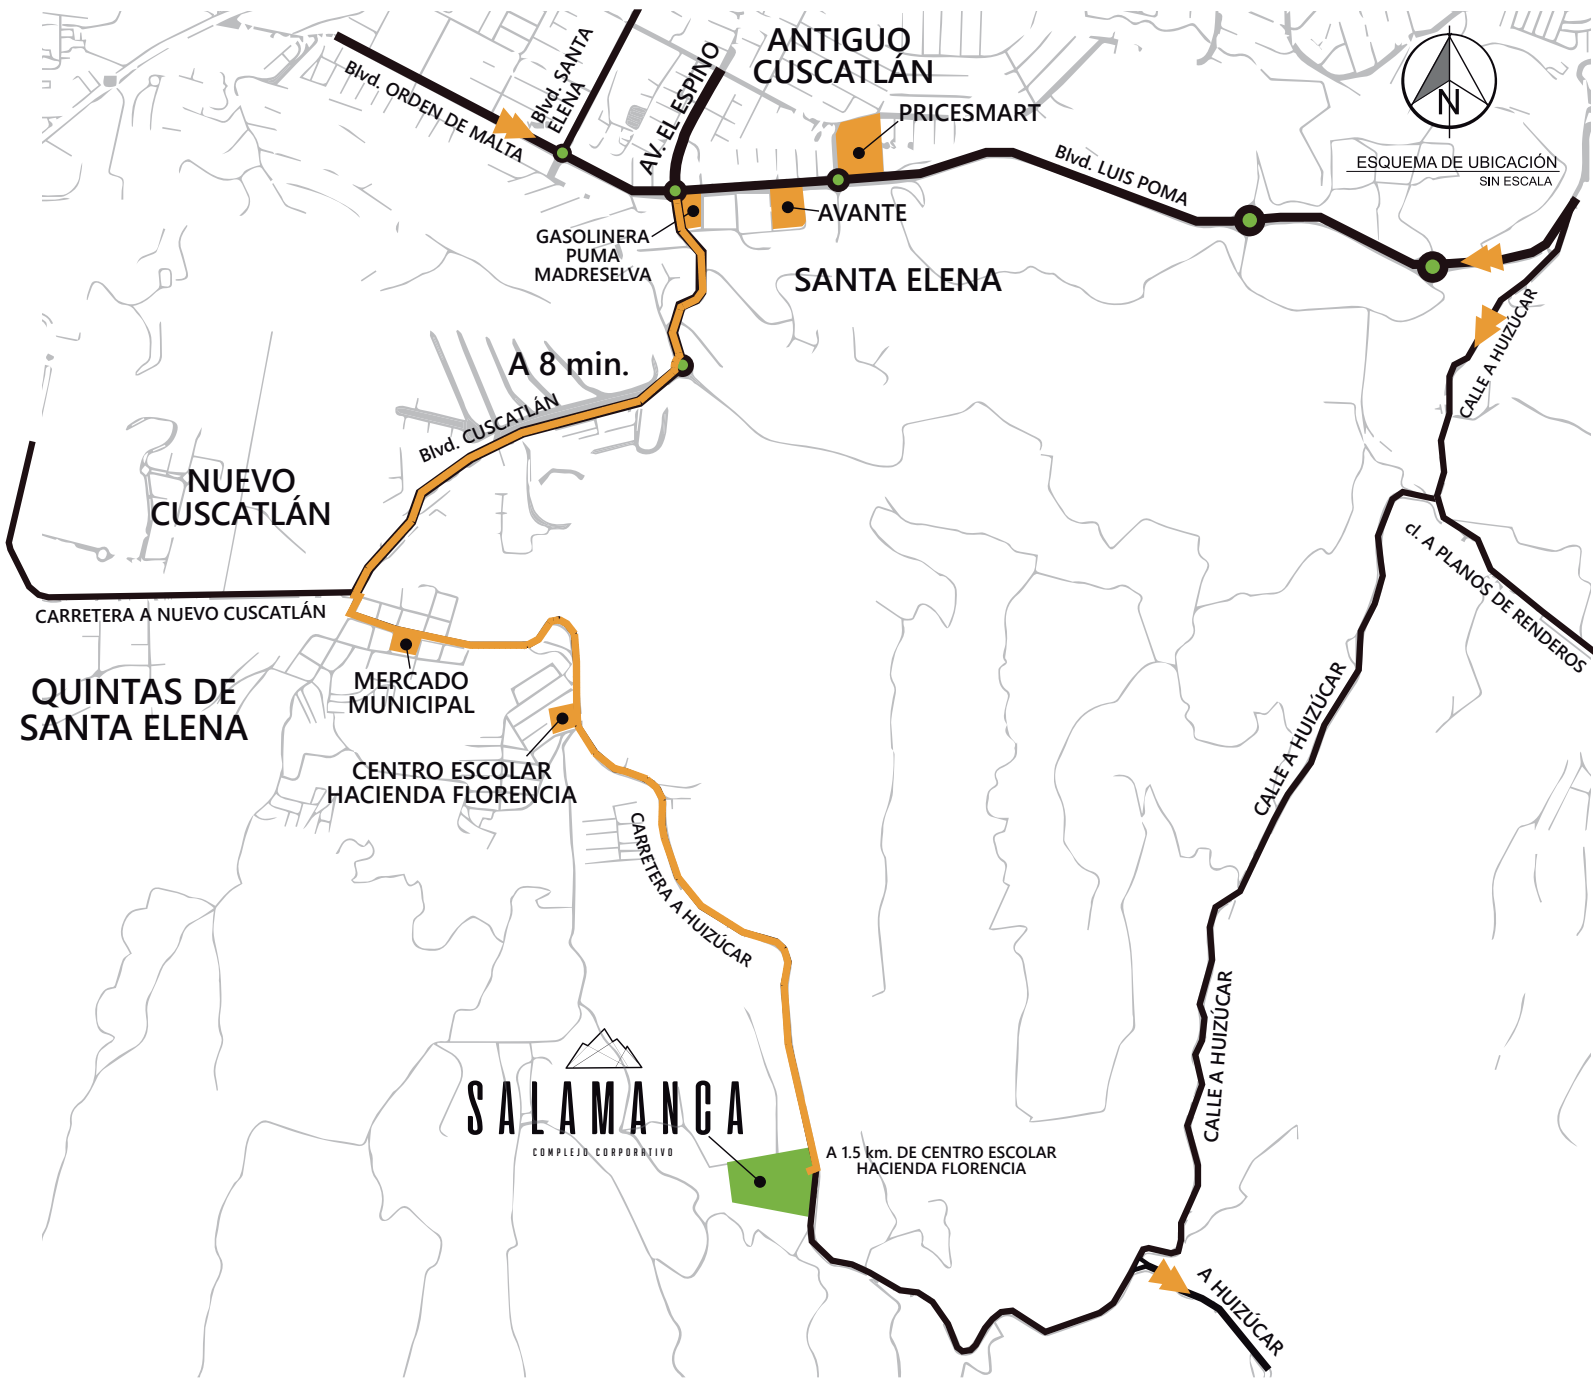 ANTIGUO
CUSCATLÁN
Blvd. ORDEN DE MALTA
Blvd. SANTA
ELENA
AV. EL ESPINO
PRICESMART
Blvd. LUIS POMA
N
ESQUEMA DE UBICACIÓN
SIN ESCALA
AVANTE
GASOLINERA
PUMA
MADRESELVA
SANTA ELENA
CALLE A HUIZÚCAR
A 8 min.
Blvd. CUSCATLÁN
NUEVO
CUSCATLÁN
cl. A PLANOS DE RENDEROS
CARRETERA A NUEVO CUSCATLÁN
QUINTAS DE
SANTA ELENA
MERCADO
MUNICIPAL
CALLE A HUIZÚCAR
CENTRO ESCOLAR
HACIENDA FLORENCIA
CARRETERA A HUIZÚCAR
CALLE A HUIZÚCAR
SALAMANCA
COMPLEJO CORPORATIVO
A 1.5 km. DE CENTRO ESCOLAR
HACIENDA FLORENCIA
A HUIZÚCAR